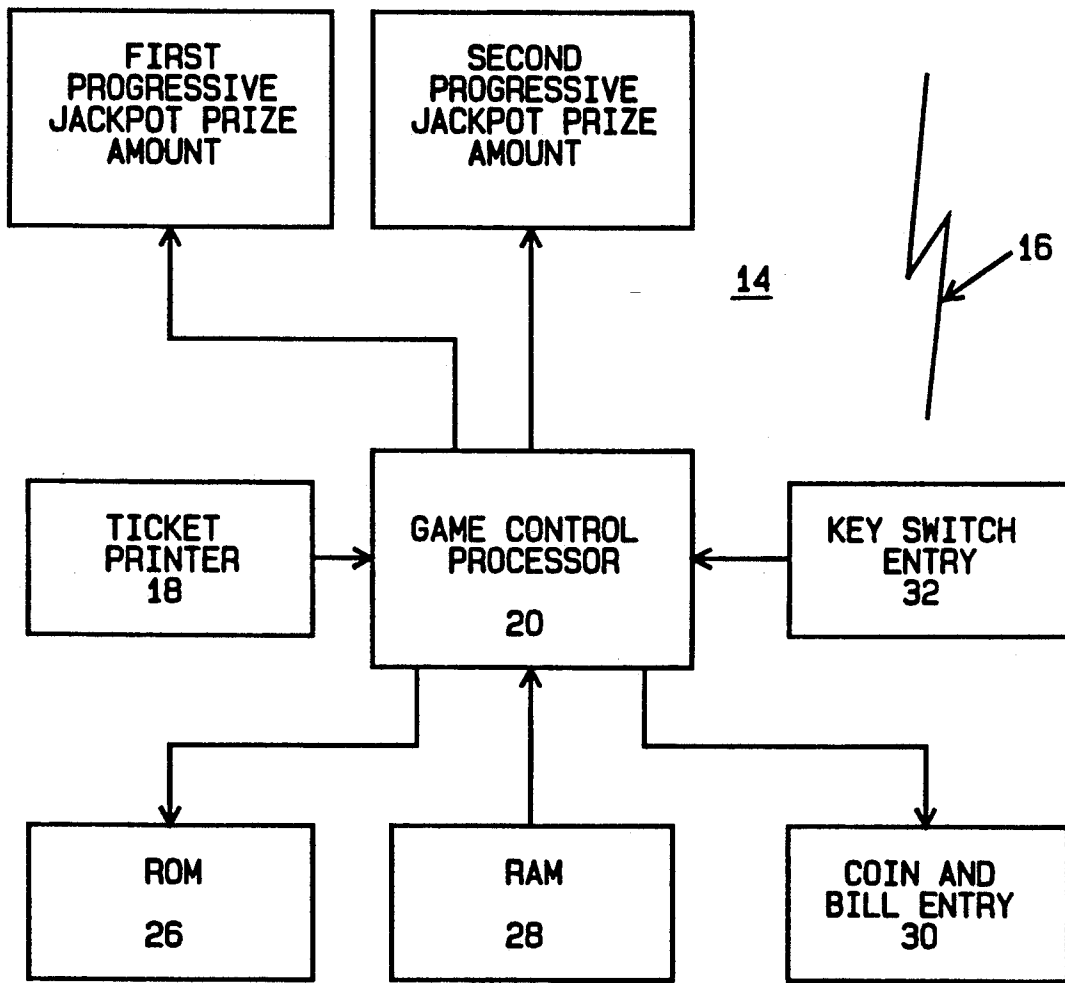 FIRST
PROGRESSIVE
JACKPOT PRIZE
AMOUNT
SECOND
PROGRESSIVE
JACKPOT PRIZE
AMOUNT
14
16
TICKET
PRINTER
18
GAME CONTROL
PROCESSOR
20
KEY SWITCH
ENTRY
32
ROM
26
RAM
28
COIN AND
BILL ENTRY
30